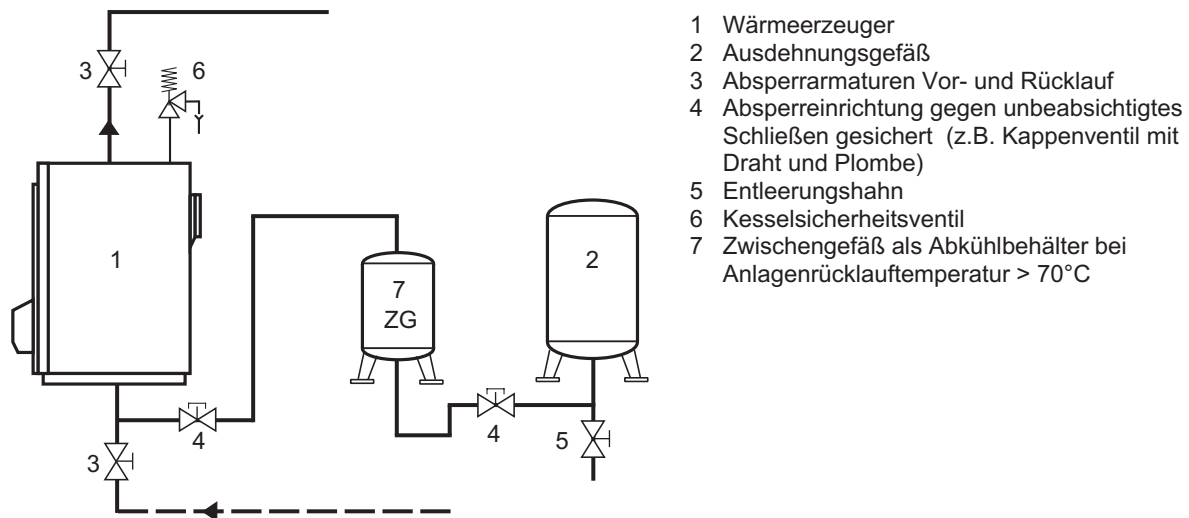 3
6
1
7
ZG
2
4
4
5
3
1 Wärmeerzeuger
2 Ausdehnungsgefäß
3 Absperrarmaturen Vor- und Rücklauf
4 Absperreinrichtung gegen unbeabsichtigtes
Schließen gesichert (z.B. Kappenventil mit
Draht und Plombe)
5 Entleerungshahn
6 Kesselsicherheitsventil
7 Zwischengefäß als Abkühlbehälter bei
Anlagenrücklauftemperatur > 70°C